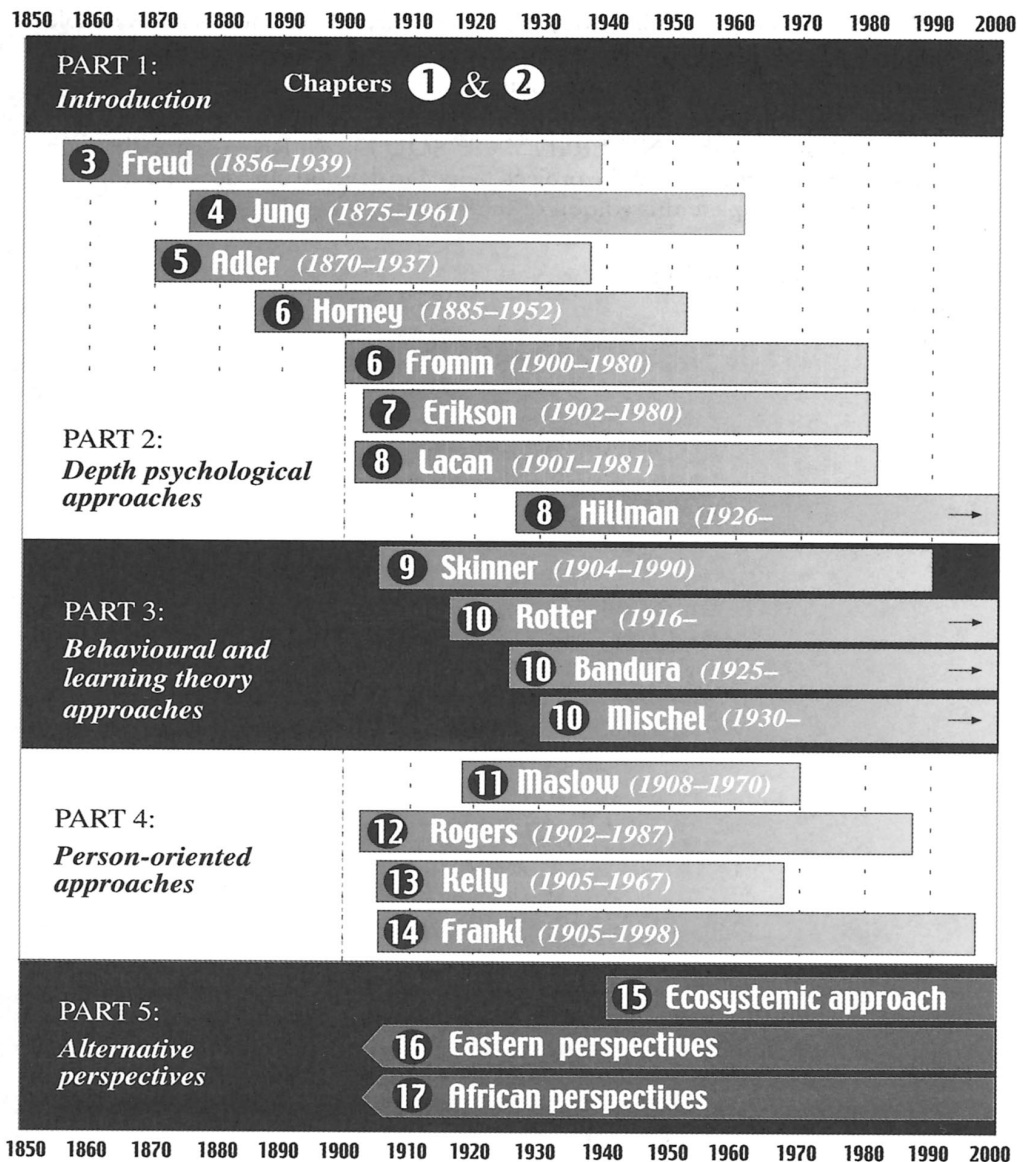 1850 1860 1870 1880 1890 1900 1910 1920 1930 1940 1950 1960 1970 1980 1990 2000
PART 1:
Introduction
Chapters 1 & 2
3 Freud (1856–1939)
4 Jung (1875–1961)
5 Adler (1870–1937)
6 Horney (1885–1952)
6 Fromm (1900–1980)
7 Erikson (1902–1980)
PART 2:
Depth psychological
approaches
8 Lacan (1901–1981)
8 Hillman (1926–
9 Skinner (1904–1990)
PART 3:
Behavioural and
learning theory
approaches
10 Rotter (1916–
10 Bandura (1925–
10 Mischel (1930–
11 Maslow (1908–1970)
PART 4:
Person-oriented
approaches
12 Rogers (1902–1987)
13 Kelly (1905–1967)
14 Frankl (1905–1998)
15 Ecosystemic approach
PART 5:
Alternative
perspectives
16 Eastern perspectives
17 African perspectives
1850 1860 1870 1880 1890 1900 1910 1920 1930 1940 1950 1960 1970 1980 1990 2000